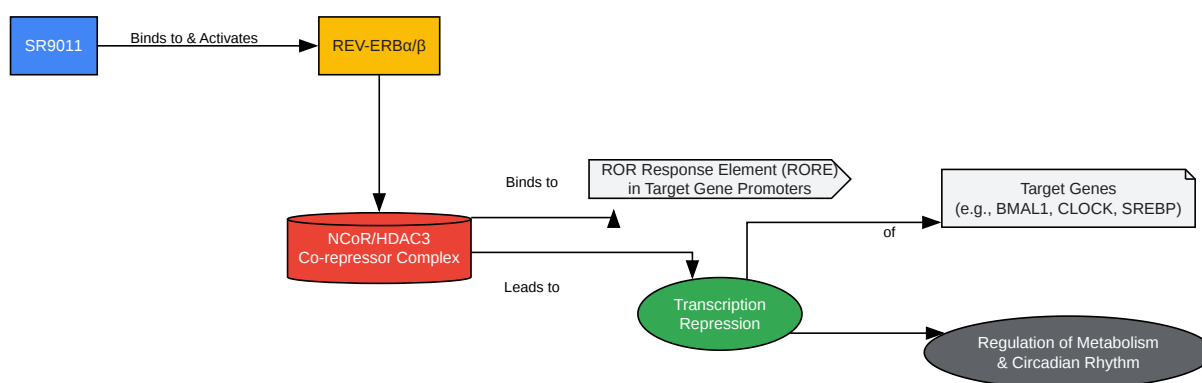 SR9011
Binds to & Activates
REV-ERBα/β
ROR Response Element (RORE)
in Target Gene Promoters
Binds to
Target Genes
(e.g., BMAL1, CLOCK, SREBP)
of
NCoR/HDAC3
Co-repressor Complex
Leads to
Transcription
Repression
Regulation of Metabolism
& Circadian Rhythm